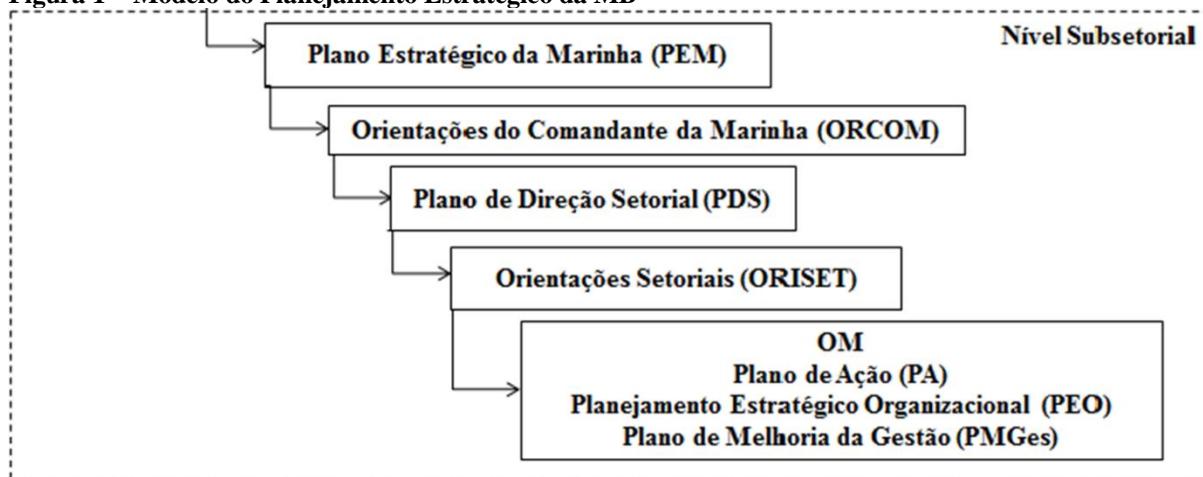 Figura 1 – Modelo do Planejamento Estratégico da MB
Nível Subsetorial
Plano Estratégico da Marinha (PEM)
Orientações do Comandante da Marinha (ORCOM)
Plano de Direção Setorial (PDS)
Orientações Setoriais (ORISET)
OM
Plano de Ação (PA)
Planejamento Estratégico Organizacional (PEO)
Plano de Melhoria da Gestão (PMGes)